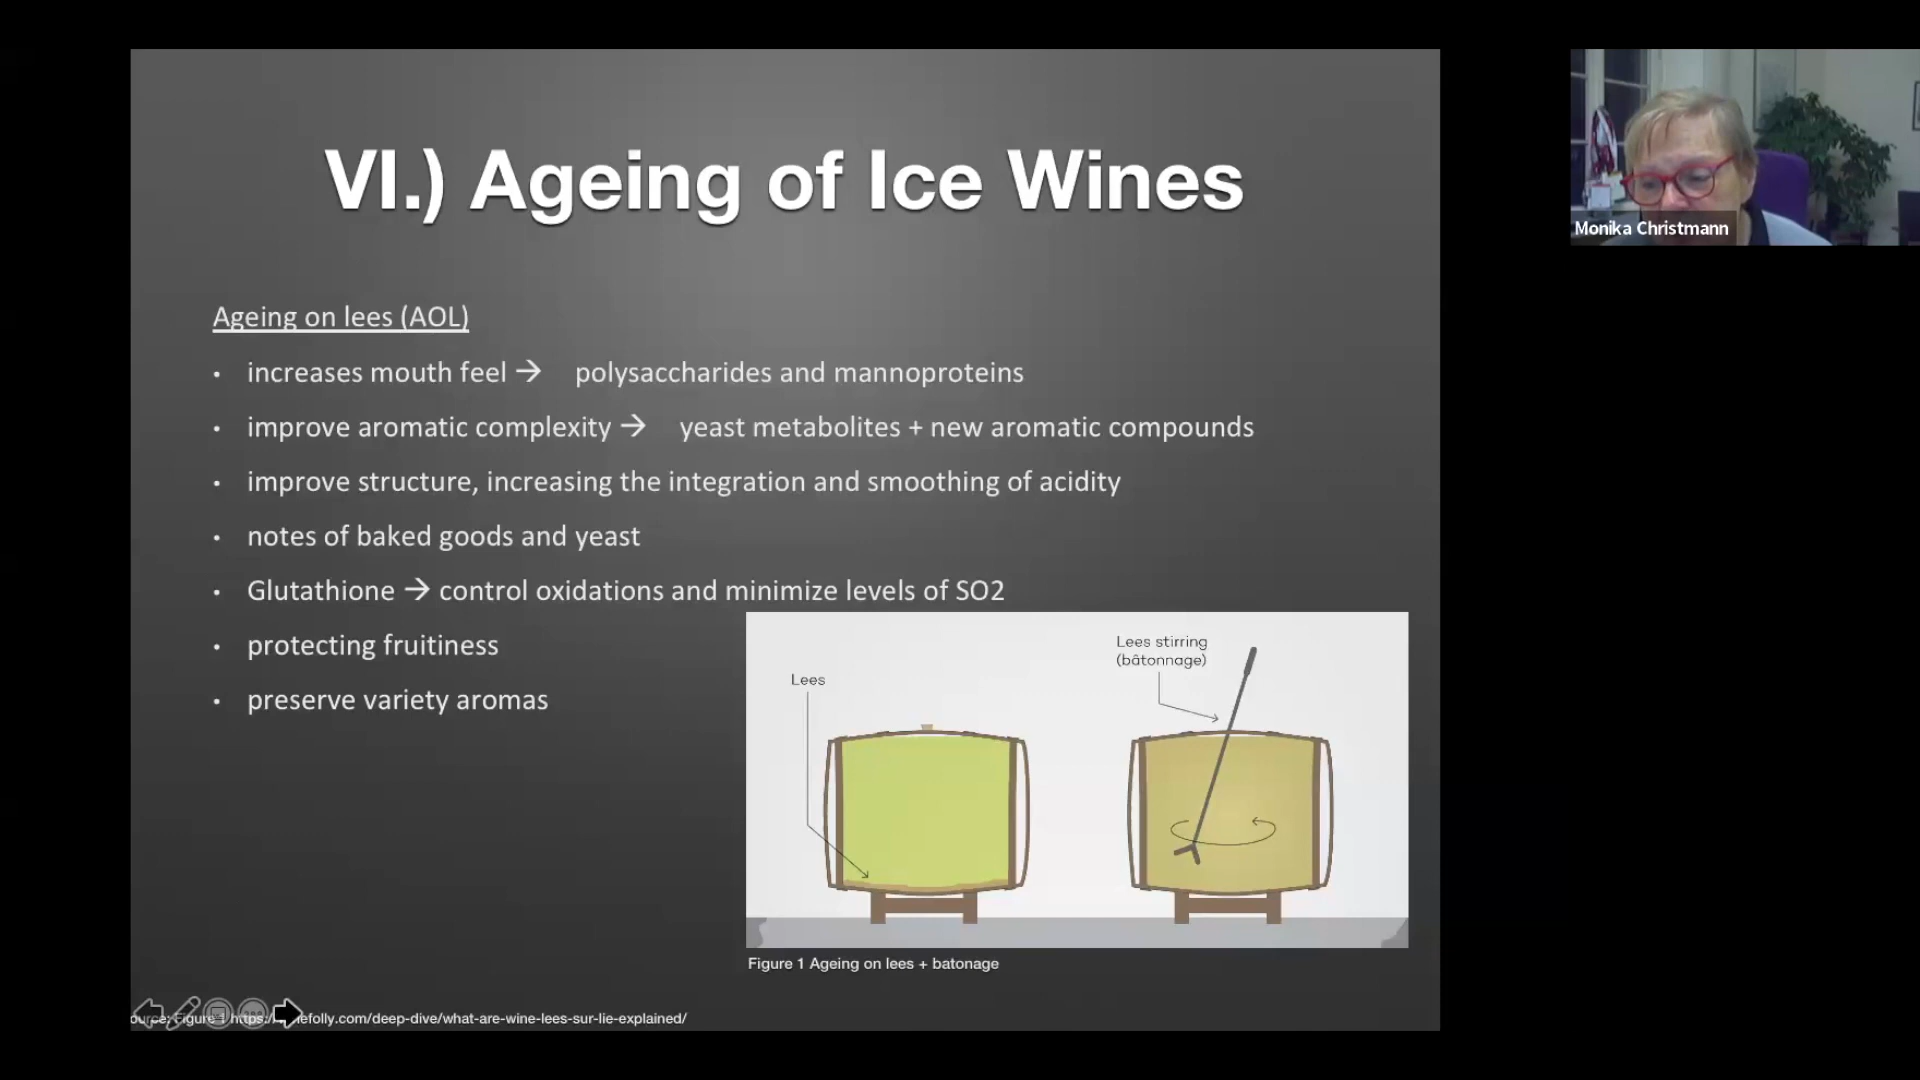 VI.) Ageing of Ice Wines
Monika Christmann
Ageing on lees (AOL)
• increases mouth feel → polysaccharides and mannoproteins
• improve aromatic complexity → yeast metabolites + new aromatic compounds
• improve structure, increasing the integration and smoothing of acidity
• notes of baked goods and yeast
• Glutathione → control oxidations and minimize levels of SO2
• protecting fruitiness
• preserve variety aromas
Lees
Lees stirring
(bâtonnage)
Figure 1 Ageing on lees + batonage
Figure https:/ efolly.com/deep-dive/what-are-wine-lees-sur-lie-explained/